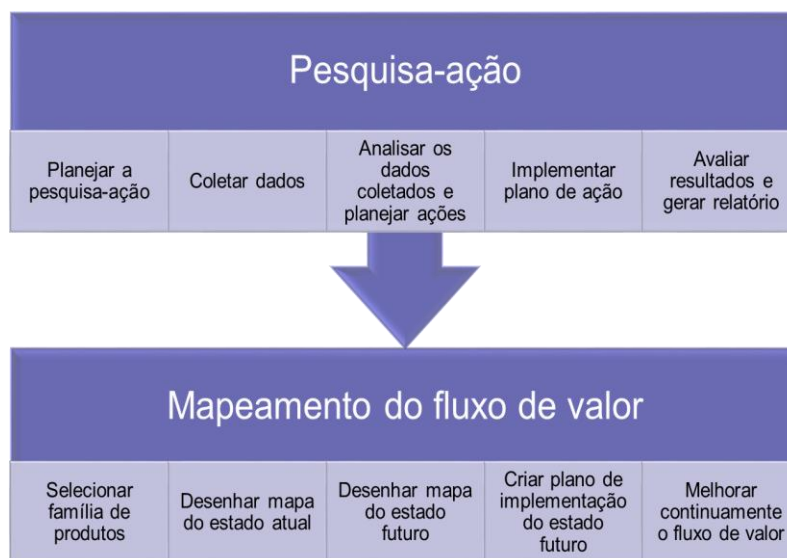 Pesquisa-ação
Planejar a
pesquisa-ação
Coletar dados
Analisar os
dados
coletados e
planejar ações
Implementar
plano de ação
Avaliar
resultados e
gerar relatório
Mapeamento do fluxo de valor
Selecionar
família de
produtos
Desenhar mapa
do estado atual
Desenhar mapa
do estado
futuro
Criar plano de
implementação
do estado
futuro
Melhorar
continuamente
o fluxo de valor